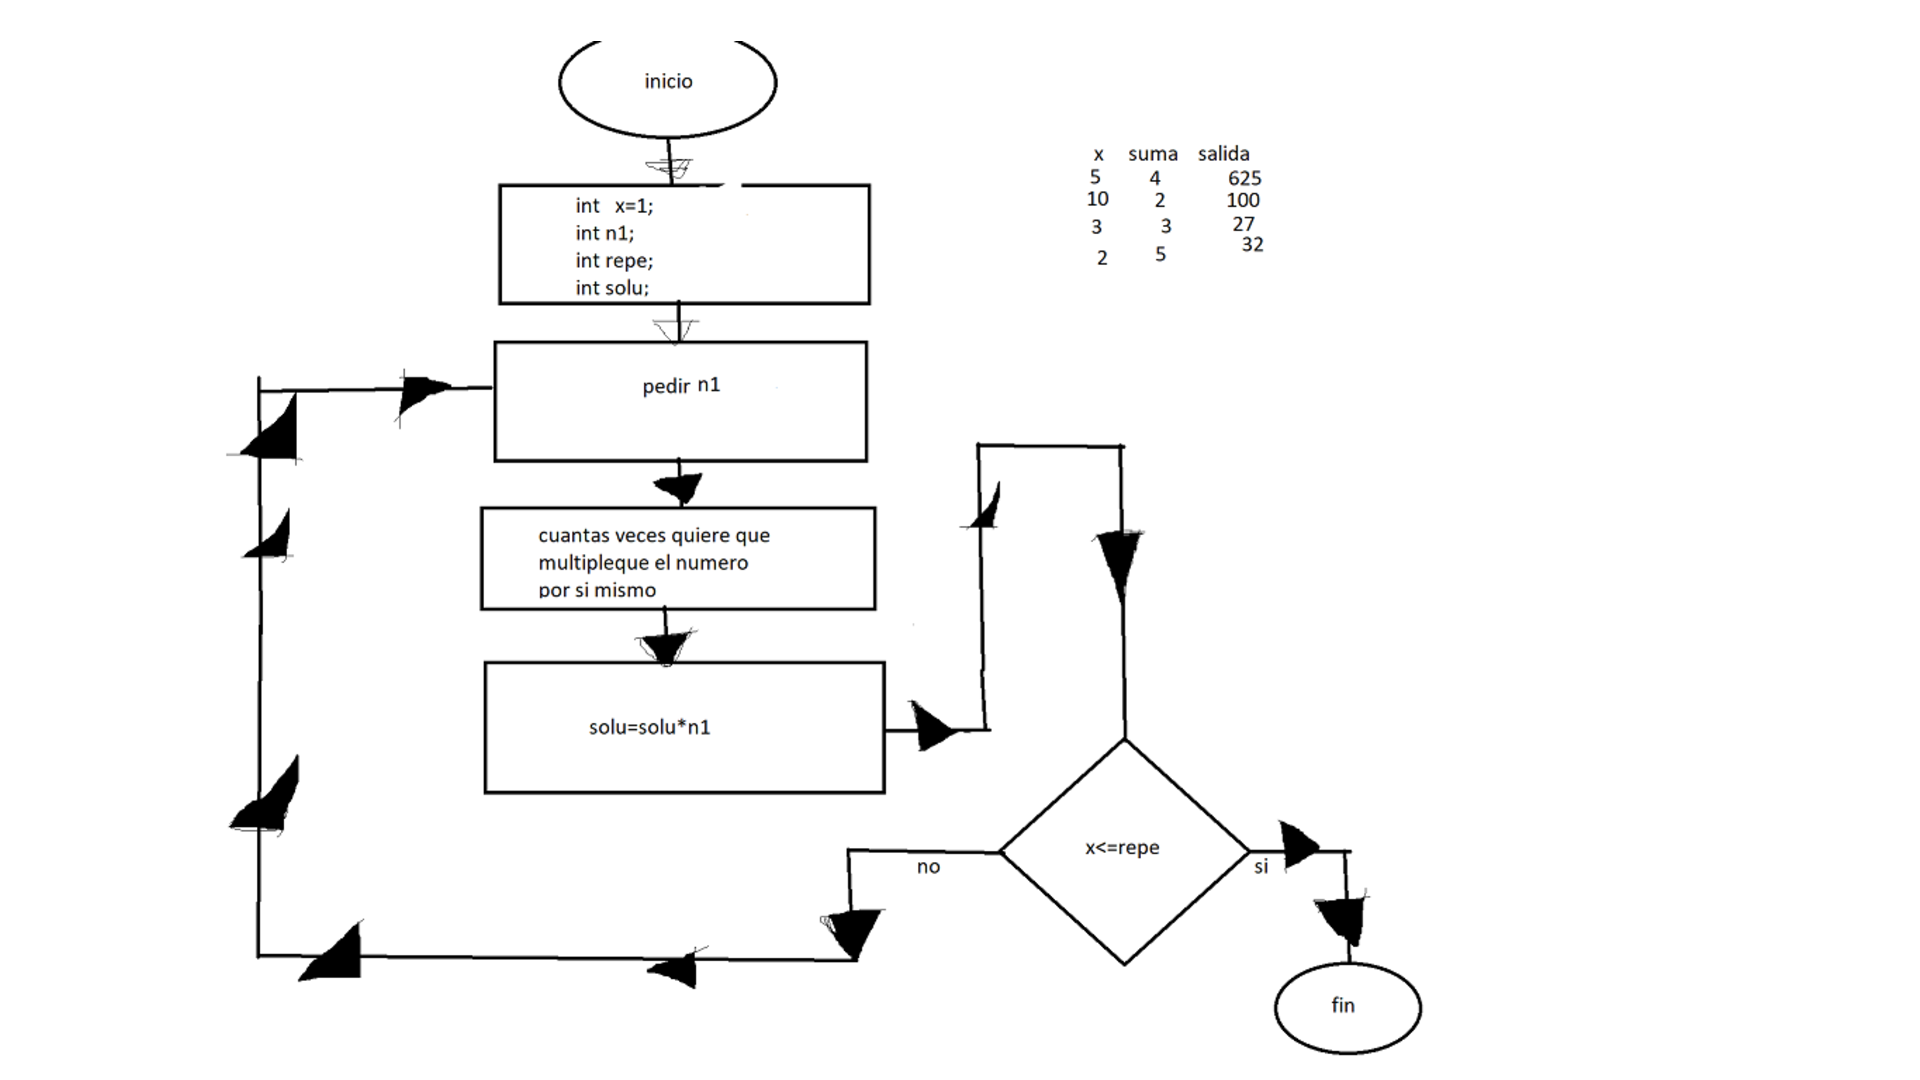 inicio
int x=1;
int n1;
int repe;
int solu;
x suma salida
5 4 625
10 2 100
3 3 27
2 5 32
pedir n1
cuantas veces quiere que
multipleque el numero
por si mismo
solu=solu*n1
x<=repe
no
si
fin